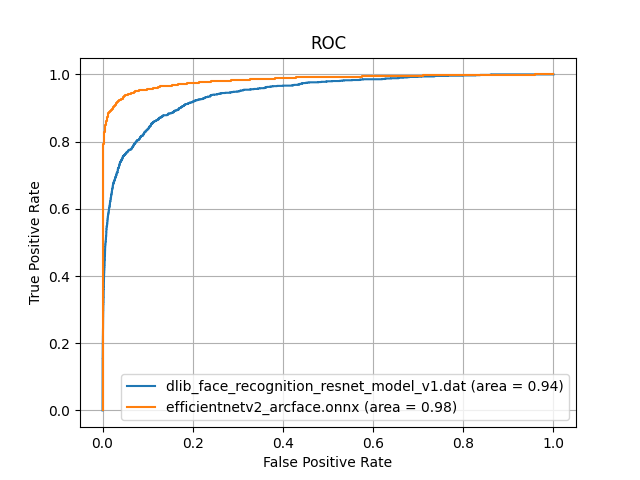 ROC
1.0
0.8
0.6
0.4
0.2
0.0
True Positive Rate
dlib_face_recognition_resnet_model_v1.dat (area = 0.94)
efficientnetv2_arcface.onnx (area = 0.98)
0.0 0.2 0.4 0.6 0.8 1.0
False Positive Rate